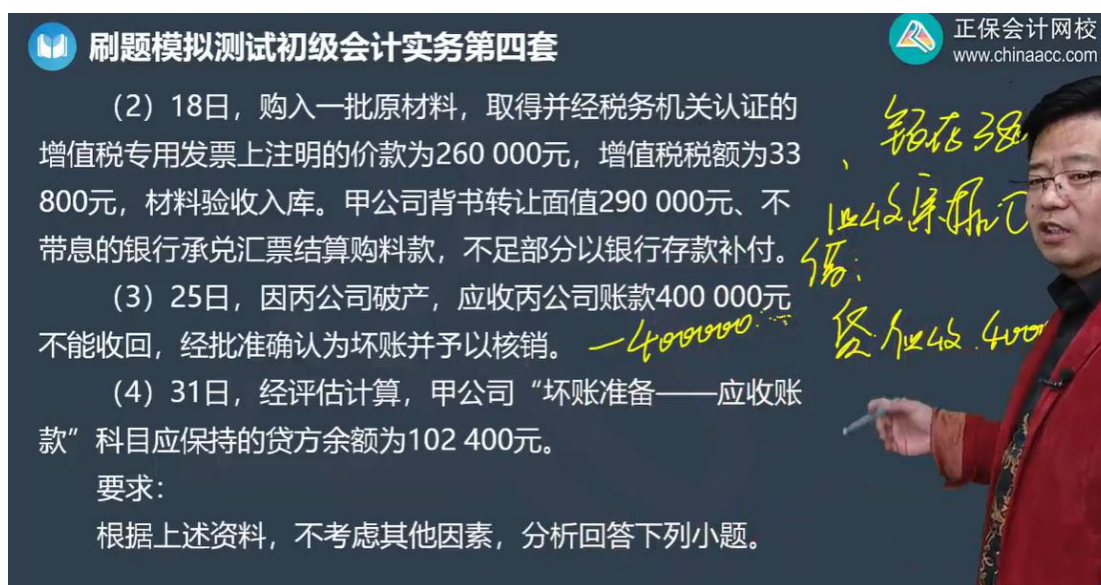 刷题模拟测试初级会计实务第四套
正保会计网校
www.chinaacc.com
（2）18日，购入一批原材料，取得并经税务机关认证的
增值税专用发票上注明的价款为260 000元，增值税税额为33
800元，材料验收入库。甲公司背书转让面值290 000元、不
带息的银行承兑汇票结算购料款，不足部分以银行存款补付。
（3）25日，因丙公司破产，应收丙公司账款400 000元
不能收回，经批准确认为坏账并予以核销。
（4）31日，经评估计算，甲公司“坏账准备——应收账
款”科目应保持的贷方余额为102 400元。
要求：
根据上述资料，不考虑其他因素，分析回答下列小题。
-400000
借：
贷：应收 400